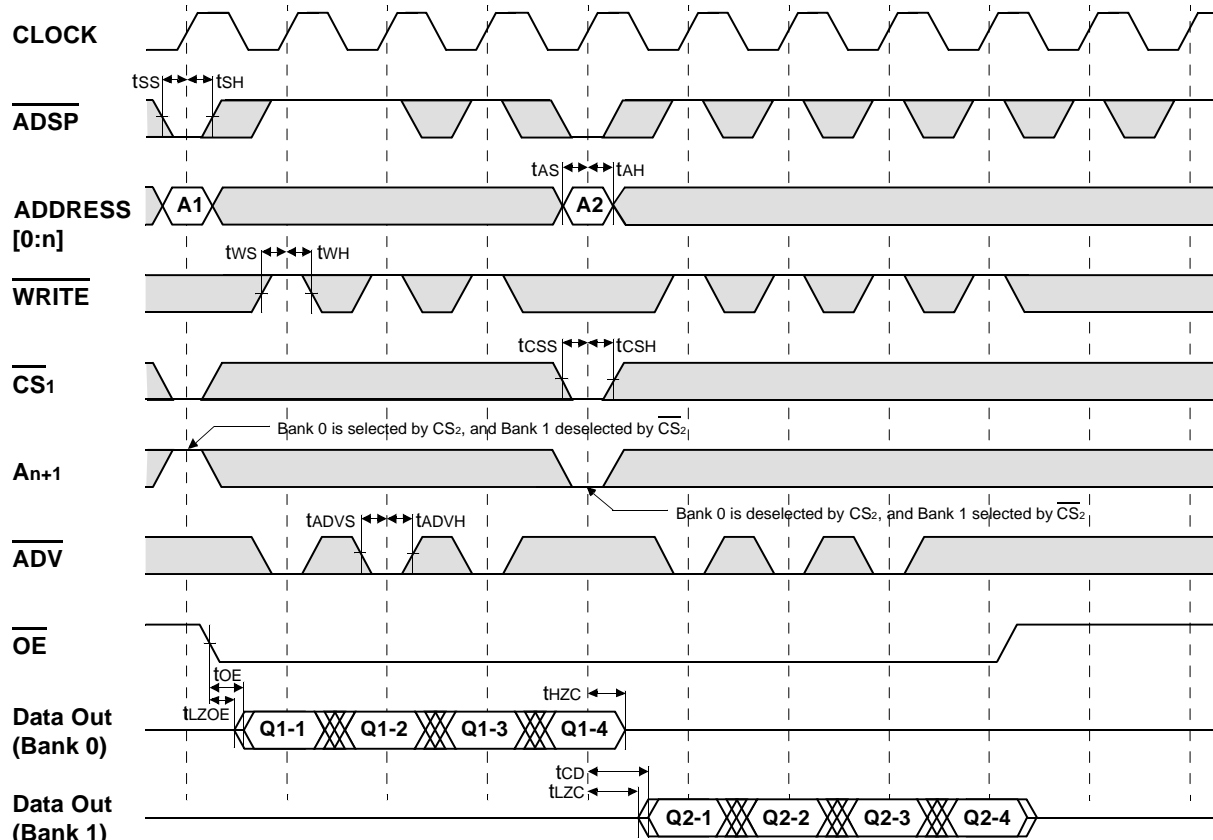 CLOCK
tSS tSH
ADSP
tAS tAH
ADDRESS
[0:n]
A1 A2
tWS tWH
WRITE
tCSS tCSH
CS1
Bank 0 is selected by CS2, and Bank 1 deselected by CS2
An+1
Bank 0 is deselected by CS2, and Bank 1 selected by CS2
tADVS tADVH
ADV
OE
tOE
tHZC
tLZOE
Data Out
(Bank 0)
Q1-1 Q1-2 Q1-3 Q1-4
tCD
tLZC
Data Out
(Bank 1)
Q2-1 Q2-2 Q2-3 Q2-4